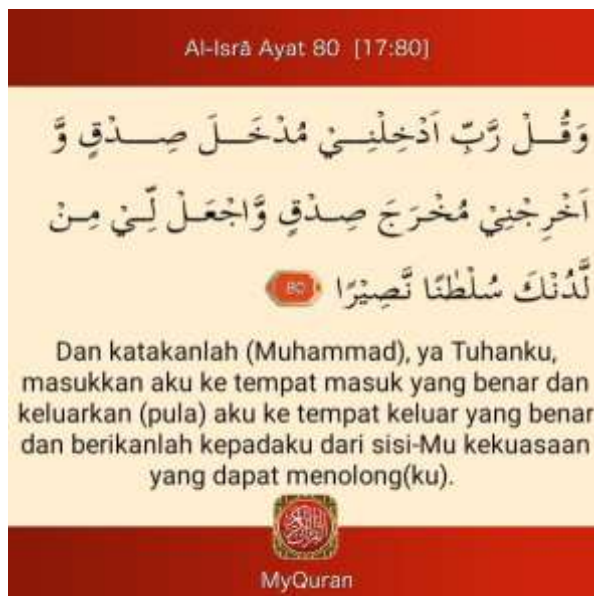 Al-Isrā Ayat 80 [17:80]
وَقُلْ رَّبِّ اَدْخِلْنِيْ مُدْخَلَ صِدْقٍ وَّ
اَخْرِجْنِيْ مُخْرَجَ صِدْقٍ وَّاجْعَلْ لِّيْ مِنْ
لَّدُنْكَ سُلْطٰنًا نَّصِيْرًا 80
Dan katakanlah (Muhammad), ya Tuhanku,
masukkan aku ke tempat masuk yang benar dan
keluarkan (pula) aku ke tempat keluar yang benar
dan berikanlah kepadaku dari sisi-Mu kekuasaan
yang dapat menolong(ku).
MyQuran